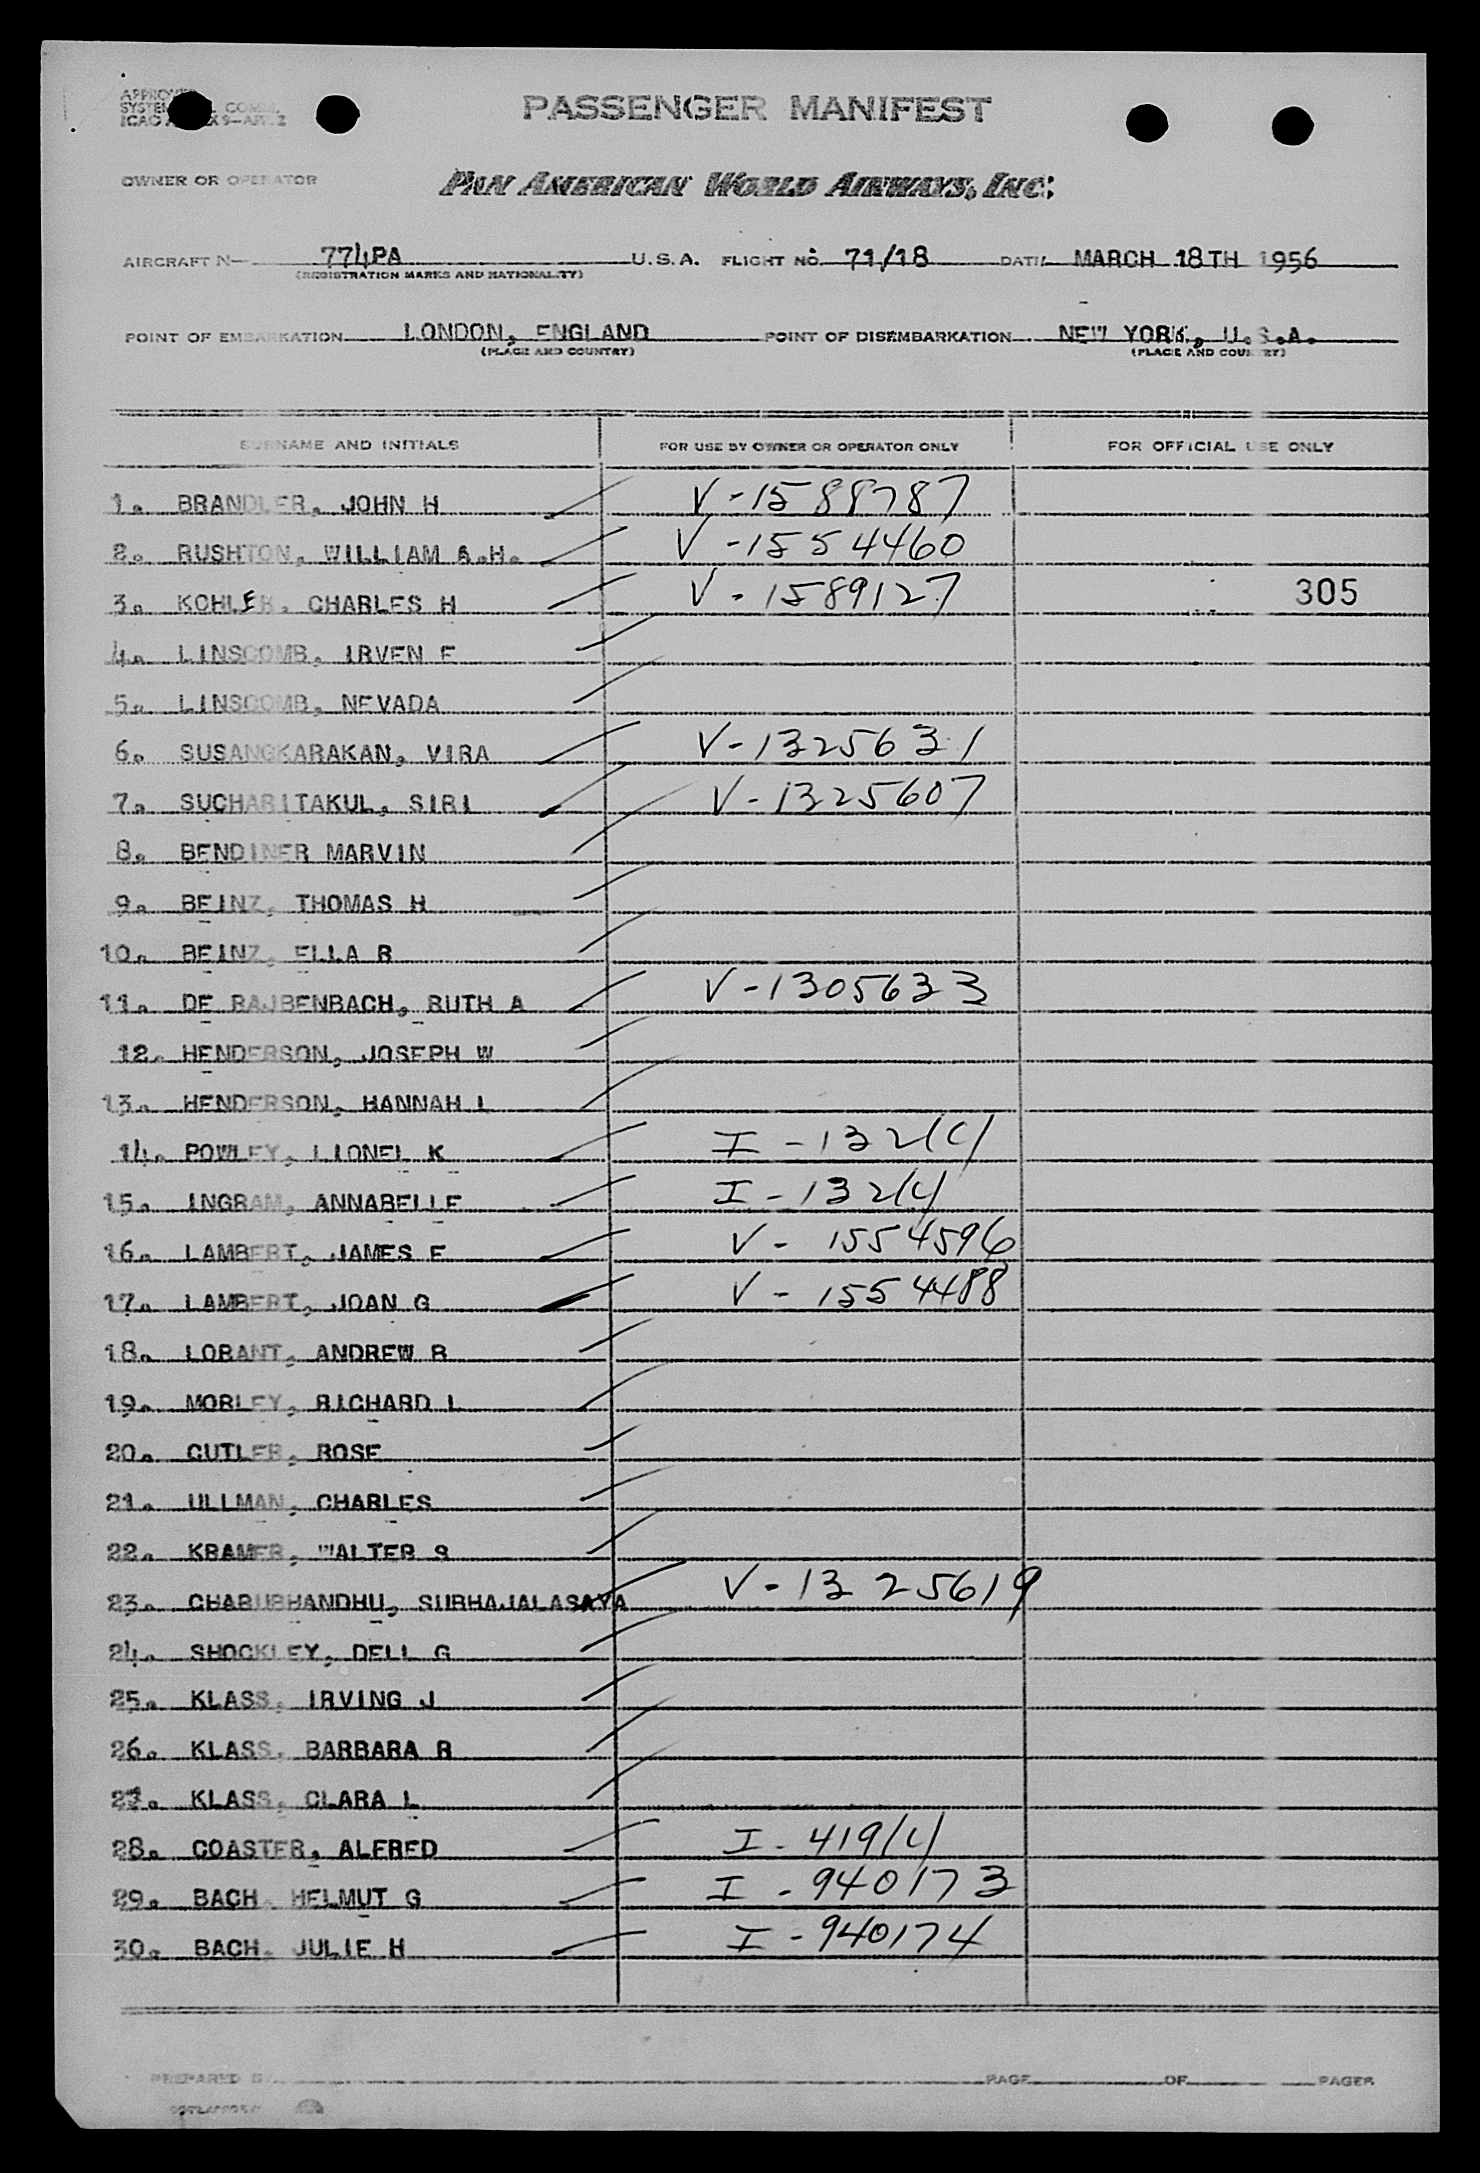 PASSENGER MANIFEST
OWNER OR OPERATOR PAN AMERICAN WORLD AIRWAYS, INC.
AIRCRAFT N— 774PA U.S.A. FLIGHT NO. 71/18 DATE MARCH 18TH 1956
(REGISTRATION MARKS AND NATIONALITY)
POINT OF EMBARKATION LONDON, ENGLAND POINT OF DISEMBARKATION NEW YORK, U.S.A.
(PLACE AND COUNTRY) (PLACE AND COUNTRY)
SURNAME AND INITIALS FOR USE BY OWNER OR OPERATOR ONLY FOR OFFICIAL USE ONLY
1. BRANDLER, JOHN H V-1588787
2. RUSHTON, WILLIAM A.H. V-1554460
3. KOHLER, CHARLES H V-1589127 305
4. LINSCOMB, IRVEN E
5. LINSCOMB, NEVADA
6. SUSANGKARAKAN, VIRA V-1325631
7. SUCHARITAKUL, SIRI V-1325607
8. BENDINER MARVIN
9. BEINZ, THOMAS H
10. BEINZ, ELLA R
11. DE RAJBENBACH, RUTH A V-1305633
12. HENDERSON, JOSEPH W
13. HENDERSON, HANNAH L
14. POWLEY, LIONEL K I-132/4/
15. INGRAM, ANNABELLE I-132/4/
16. LAMBERT, JAMES E V-1554596
17. LAMBERT, JOAN G V-1554488
18. LORANT, ANDREW R
19. MORLEY, RICHARD L
20. CUTLER, ROSE
21. ULLMAN, CHARLES
22. KRAMER, WALTER S
23. CHARUBHANDHU, SUBHAJALASAYA V-1325619
24. SHOCKLEY, DELL G
25. KLASS, IRVING J
26. KLASS, BARBARA R
27. KLASS, CLARA L
28. COASTER, ALFRED I-419/4/
29. BACH, HELMUT G I-940173
30. BACH, JULIE H I-940174
PREPARED BY PAGE OF PAGES